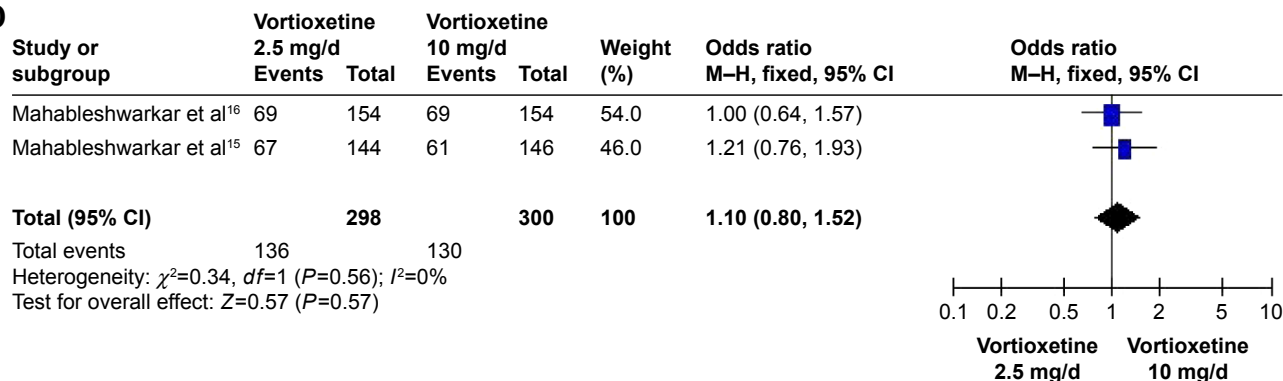 Vortioxetine Vortioxetine
Study or 2.5 mg/d 10 mg/d Weight Odds ratio Odds ratio
subgroup Events Total Events Total (%) M–H, fixed, 95% CI M–H, fixed, 95% CI
Mahableshwarkar et al¹⁶ 69 154 69 154 54.0 1.00 (0.64, 1.57)
Mahableshwarkar et al¹⁵ 67 144 61 146 46.0 1.21 (0.76, 1.93)
Total (95% CI) 298 300 100 1.10 (0.80, 1.52)
Total events 136 130
Heterogeneity: χ²=0.34, df=1 (P=0.56); I²=0%
Test for overall effect: Z=0.57 (P=0.57)
0.1 0.2 0.5 1 2 5 10
Vortioxetine Vortioxetine
2.5 mg/d 10 mg/d